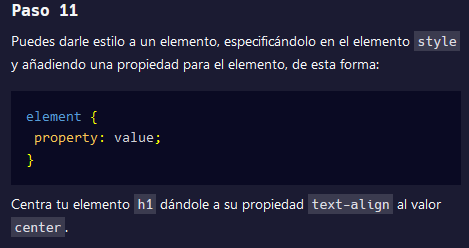 Paso 11
Puedes darle estilo a un elemento, especificándolo en el elemento style
y añadiendo una propiedad para el elemento, de esta forma:
element {
 property: value;
}
Centra tu elemento h1 dándole a su propiedad text-align al valor
center.